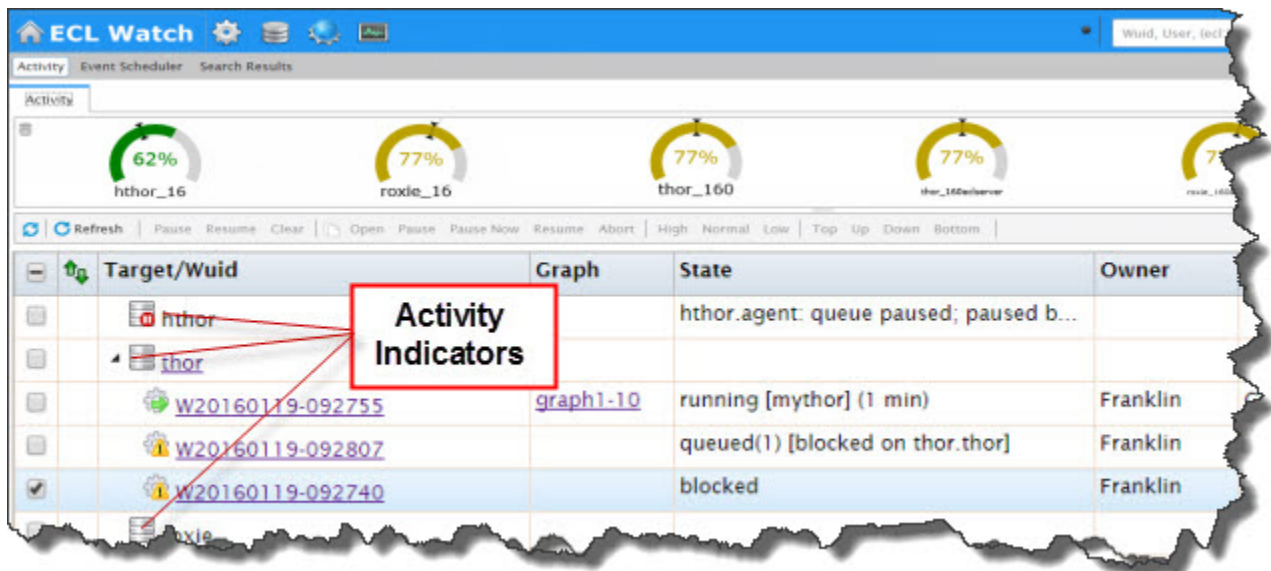 ECL Watch
Wuid, User, (ecl
Activity Event Scheduler Search Results
Activity
62%
hthor_16
77%
roxie_16
77%
thor_160
77%
thor_160eclserver
Refresh Pause Resume Clear Open Pause Pause Now Resume Abort High Normal Low Top Up Down Bottom
Target/Wuid Graph State Owner
hthor hthor.agent: queue paused; paused b...
Activity
Indicators
thor
W20160119-092755 graph1-10 running [mythor] (1 min) Franklin
W20160119-092807 queued(1) [blocked on thor.thor] Franklin
W20160119-092740 blocked Franklin
roxie